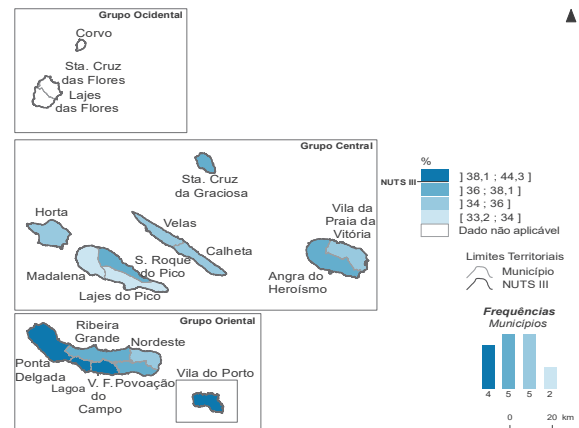 Grupo Ocidental
Corvo
Sta. Cruz
das Flores
Lajes
das Flores
Grupo Central
Sta. Cruz
da Graciosa
Horta
Velas
Vila da
Praia da
Vitória
Calheta
S. Roque
do Pico
Madalena
Angra do
Heroísmo
Lajes do Pico
Grupo Oriental
Ribeira
Grande
Nordeste
Ponta
Delgada
Lagoa
V. F.
do
Campo
Povoação
Vila do Porto
%
NUTS III
] 38,1 ; 44,3 ]
] 36 ; 38,1 ]
] 34 ; 36 ]
[ 33,2 ; 34 ]
Dado não aplicável
Limites Territoriais
Município
NUTS III
Frequências
Municípios
4 5 5 2
0 20 km